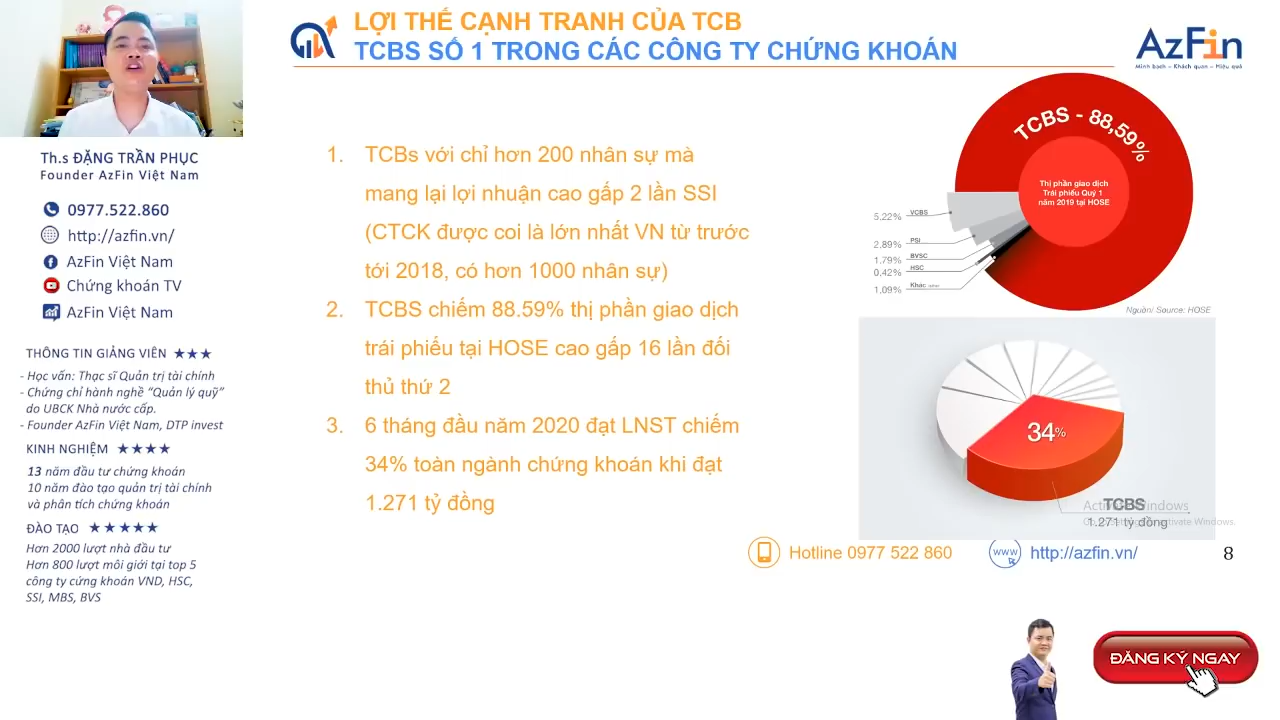 LỢI THẾ CẠNH TRANH CỦA TCB
TCBS SỐ 1 TRONG CÁC CÔNG TY CHỨNG KHOÁN
AzFin
Minh bạch – Khách quan – Hiệu quả
Th.s ĐẶNG TRẦN PHỤC
Founder AzFin Việt Nam
0977.522.860
http://azfin.vn/
AzFin Việt Nam
Chứng khoán TV
AzFin Việt Nam
THÔNG TIN GIẢNG VIÊN ★★★
- Học vấn: Thạc sĩ Quản trị tài chính
- Chứng chỉ hành nghề “Quản lý quỹ”
do UBCK Nhà nước cấp.
- Founder AzFin Việt Nam, DTP invest
KINH NGHIỆM ★★★★
13 năm đầu tư chứng khoán
10 năm đào tạo quản trị tài chính
và phân tích chứng khoán
ĐÀO TẠO ★★★★★
Hơn 2000 lượt nhà đầu tư
Hơn 800 lượt môi giới tại top 5
công ty cứng khoán VND, HSC,
SSI, MBS, BVS
1. TCBs với chỉ hơn 200 nhân sự mà
mang lại lợi nhuận cao gấp 2 lần SSI
(CTCK được coi là lớn nhất VN từ trước
tới 2018, có hơn 1000 nhân sự)
2. TCBS chiếm 88.59% thị phần giao dịch
trái phiếu tại HOSE cao gấp 16 lần đối
thủ thứ 2
3. 6 tháng đầu năm 2020 đạt LNST chiếm
34% toàn ngành chứng khoán khi đạt
1.271 tỷ đồng
TCBS - 88,59%
Thị phần giao dịch
Trái phiếu Quý 1
năm 2019 tại HOSE
5,22% VCBS
2.89% PSI
1.79% BVSC
0.42% HSC
1,09% Khác
Nguồn/ Source: HOSE
34%
TCBS
1.271 tỷ đồng
Activate Windows
Hotline 0977 522 860
www
http://azfin.vn/
8
ĐĂNG KÝ NGAY